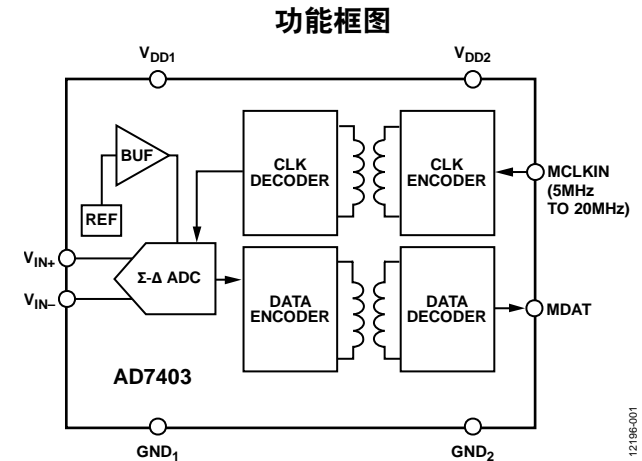 功能框图
VDD1
VDD2
BUF
REF
CLK
DECODER
CLK
ENCODER
MCLKIN
(5MHz
TO 20MHz)
VIN+
VIN–
Σ-Δ ADC
DATA
ENCODER
DATA
DECODER
MDAT
AD7403
GND1
GND2
12196-001